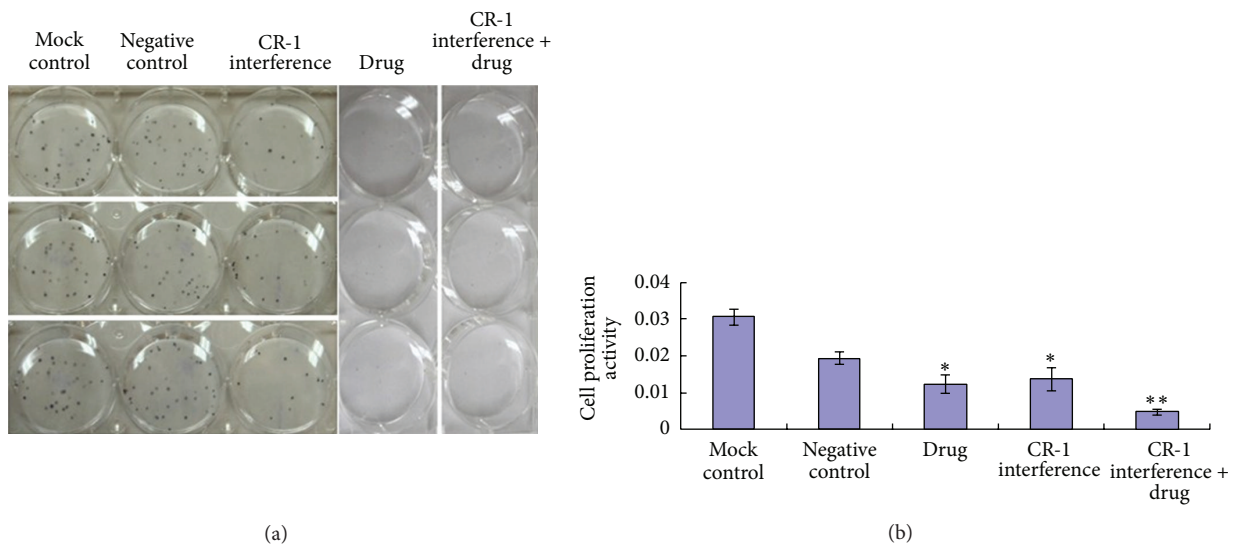 Mock
control
Negative
control
CR-1
interference
Drug
CR-1
interference +
drug
(a)
Cell proliferation
activity
0.04
0.03
0.02
0.01
0
*
*
**
Mock
control
Negative
control
Drug
CR-1
interference
CR-1
interference +
drug
(b)